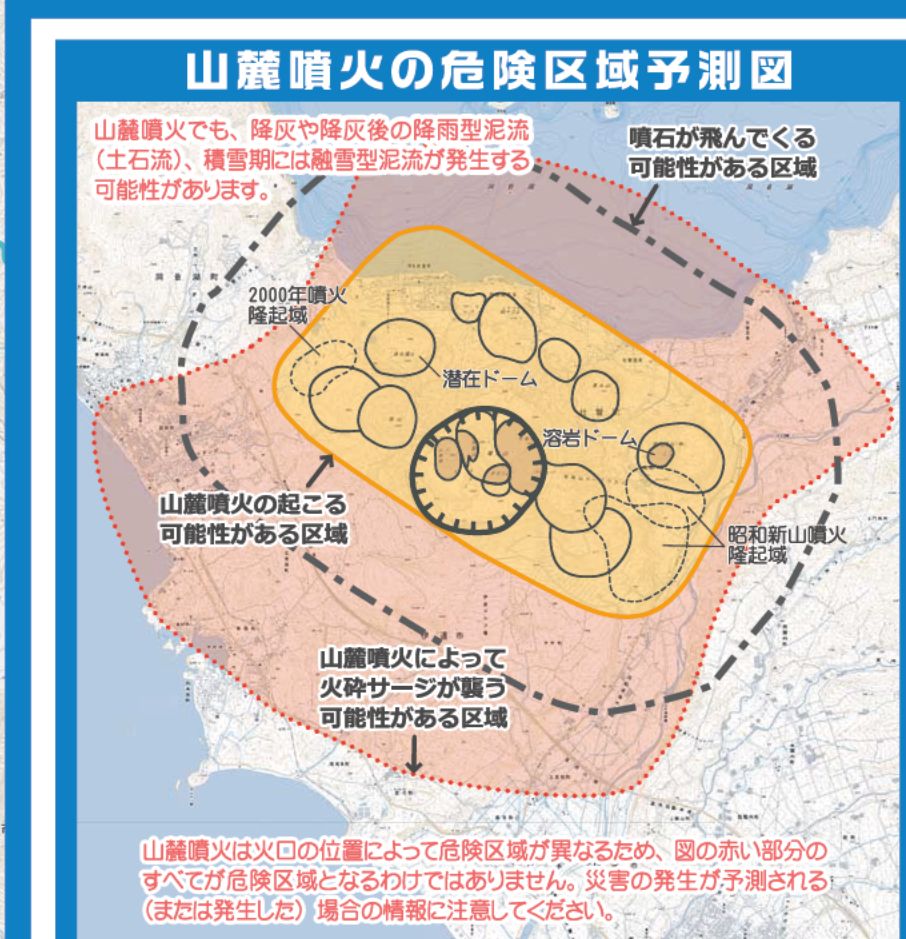 山麓噴火の危険区域予測図
山麓噴火でも、降灰や降灰後の降雨型泥流
（土石流）、積雪期には融雪型泥流が発生する
可能性があります。
噴石が飛んでくる
可能性がある区域
2000年噴火
隆起域
潜在ドーム
溶岩ドーム
山麓噴火の起こる
可能性がある区域
昭和新山噴火
隆起域
山麓噴火によって
火砕サージが襲う
可能性がある区域
山麓噴火は火口の位置によって危険区域が異なるため、図の赤い部分の
すべてが危険区域となるわけではありません。災害の発生が予測される
（または発生した）場合の情報に注意してください。